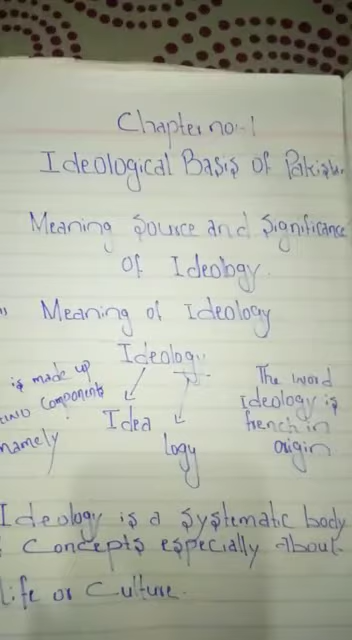 Chapter no:-1
Ideological Basis of Pakistan
Meaning Source and Significance
Of Ideology.
" Meaning of Ideology
Ideology
is made up
two components
namely
Idea
Logy
The word
Ideology is
french in
origin
Ideology is a systematic body
Concepts especially about
Life or Culture.